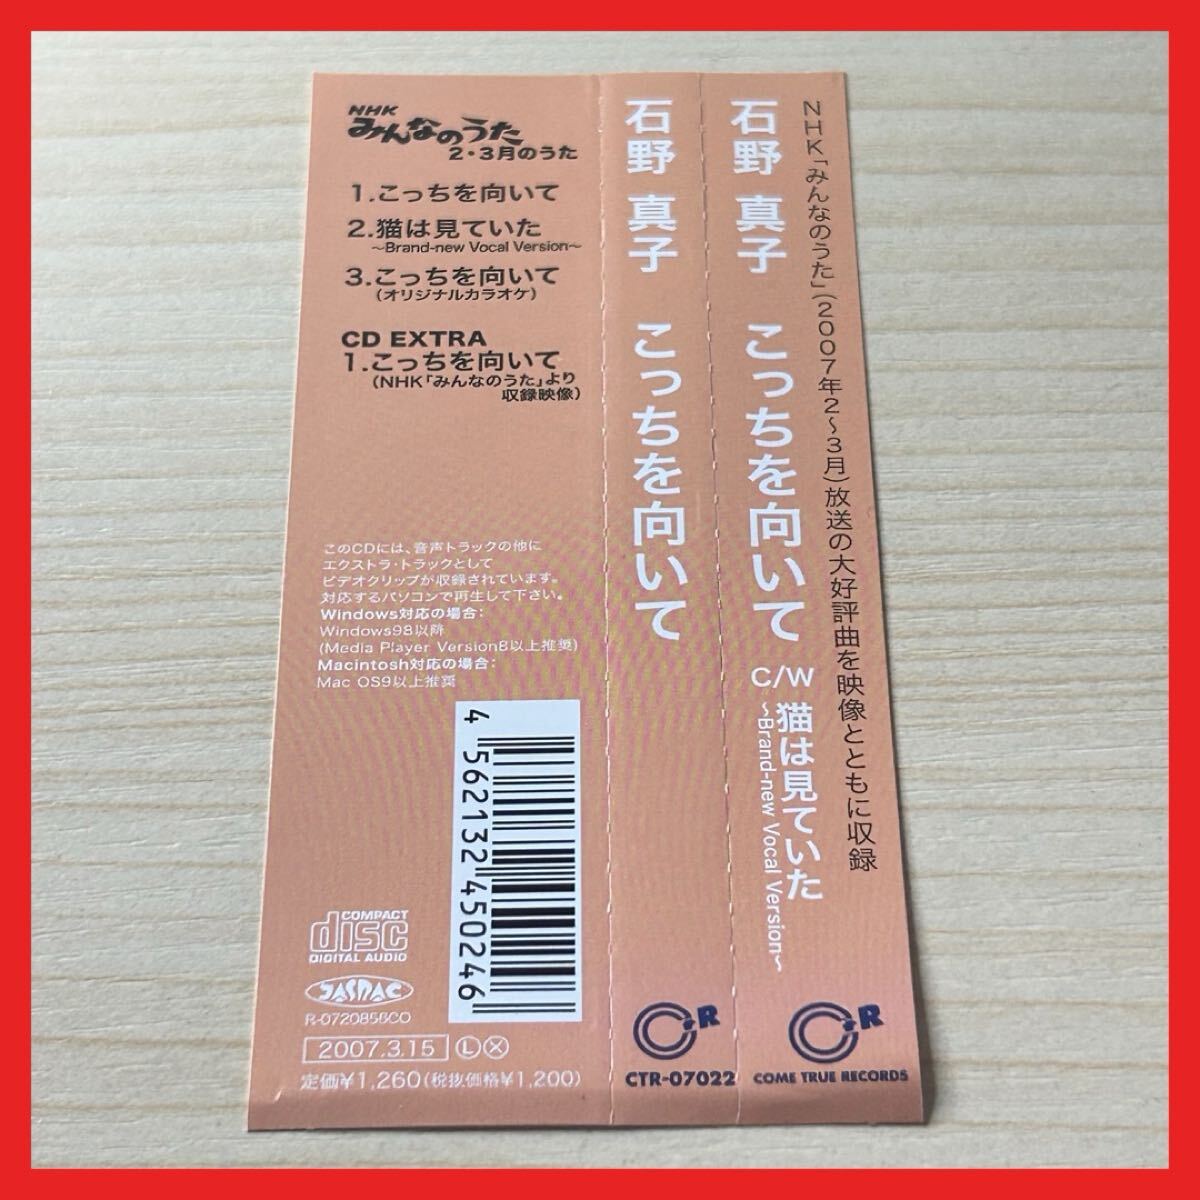 NHK
みんなのうた
2・3月のうた
1.こっちを向いて
2.猫は見ていた
～Brand-new Vocal Version～
3.こっちを向いて
(オリジナルカラオケ)
CD EXTRA
1.こっちを向いて
(NHK「みんなのうた」より
収録映像)
このCDには、音声トラックの他に
エクストラ・トラックとして
ビデオクリップが収録されています。
対応するパソコンで再生して下さい。
Windows対応の場合:
Windows98以降
(Media Player Version8以上推奨)
Macintosh対応の場合:
Mac OS9以上推奨
4 562132 450246
COMPACT
disc
DIGITAL AUDIO
JASRAC
R-0720856CO
2007.3.15 Ⓛ Ⓧ
定価¥1,260(税抜価格¥1,200)
石野 真子 こっちを向いて
CTR-07022
石野 真子 こっちを向いて
C/W 猫は見ていた
～Brand-new Vocal Version～
COME TRUE RECORDS
NHK「みんなのうた」(2007年2～3月)放送の大好評曲を映像とともに収録